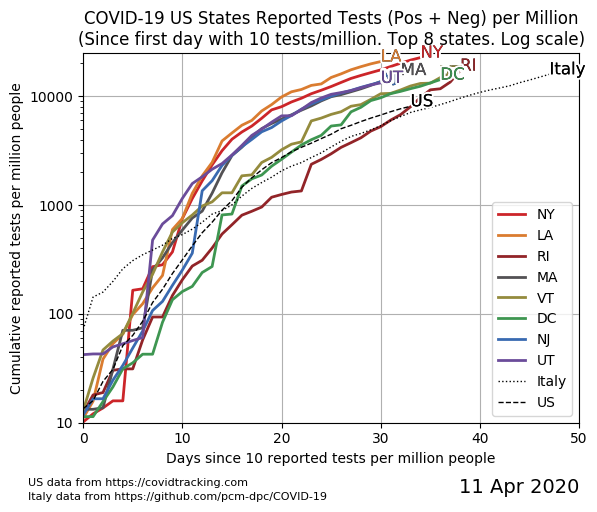 COVID-19 US States Reported Tests (Pos + Neg) per Million
(Since first day with 10 tests/million. Top 8 states. Log scale)
Cumulative reported tests per million people
10000
1000
100
10
LA
NY
RI
MA
UT
DC
US
Italy
NY
LA
RI
MA
VT
DC
NJ
UT
Italy
US
0 10 20 30 40 50
Days since 10 reported tests per million people
US data from https://covidtracking.com
Italy data from https://github.com/pcm-dpc/COVID-19
11 Apr 2020